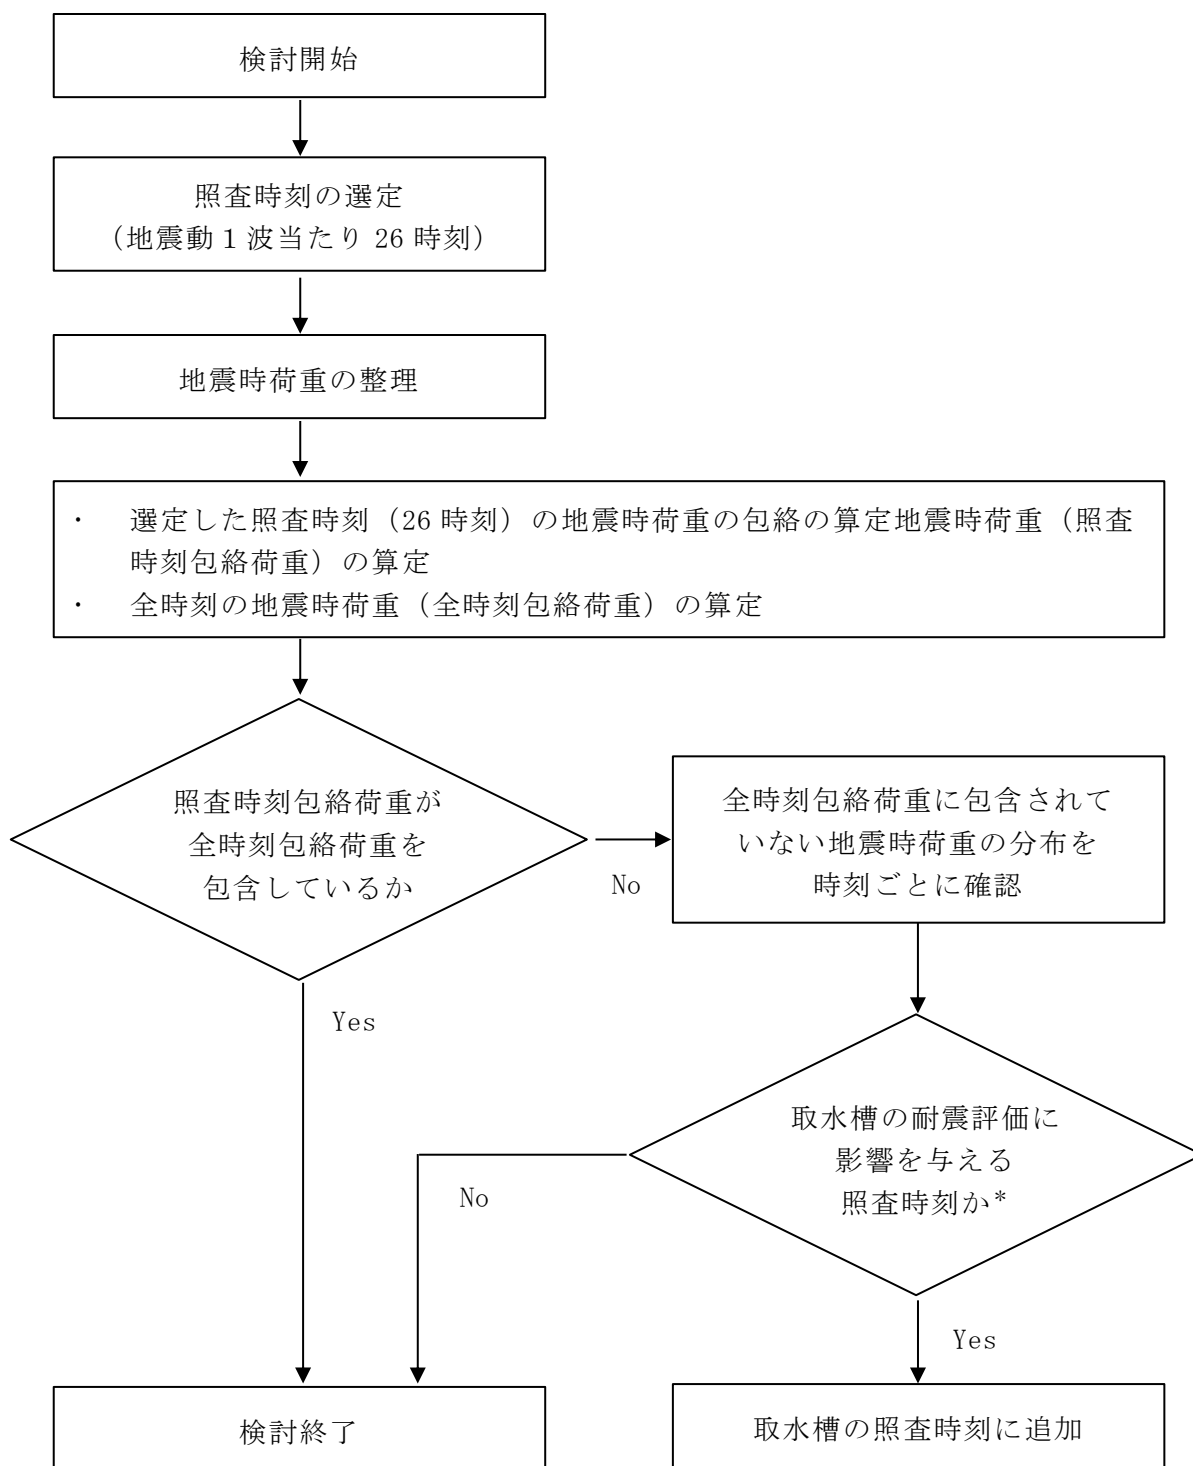 検討開始
照査時刻の選定
（地震動１波当たり 26 時刻）
地震時荷重の整理
・ 選定した照査時刻（26 時刻）の地震時荷重の包絡の算定地震時荷重（照査
時刻包絡荷重）の算定
・ 全時刻の地震時荷重（全時刻包絡荷重）の算定
照査時刻包絡荷重が
全時刻包絡荷重を
包含しているか
No
全時刻包絡荷重に包含されて
いない地震時荷重の分布を
時刻ごとに確認
Yes
取水槽の耐震評価に
影響を与える
照査時刻か*
No
Yes
検討終了
取水槽の照査時刻に追加